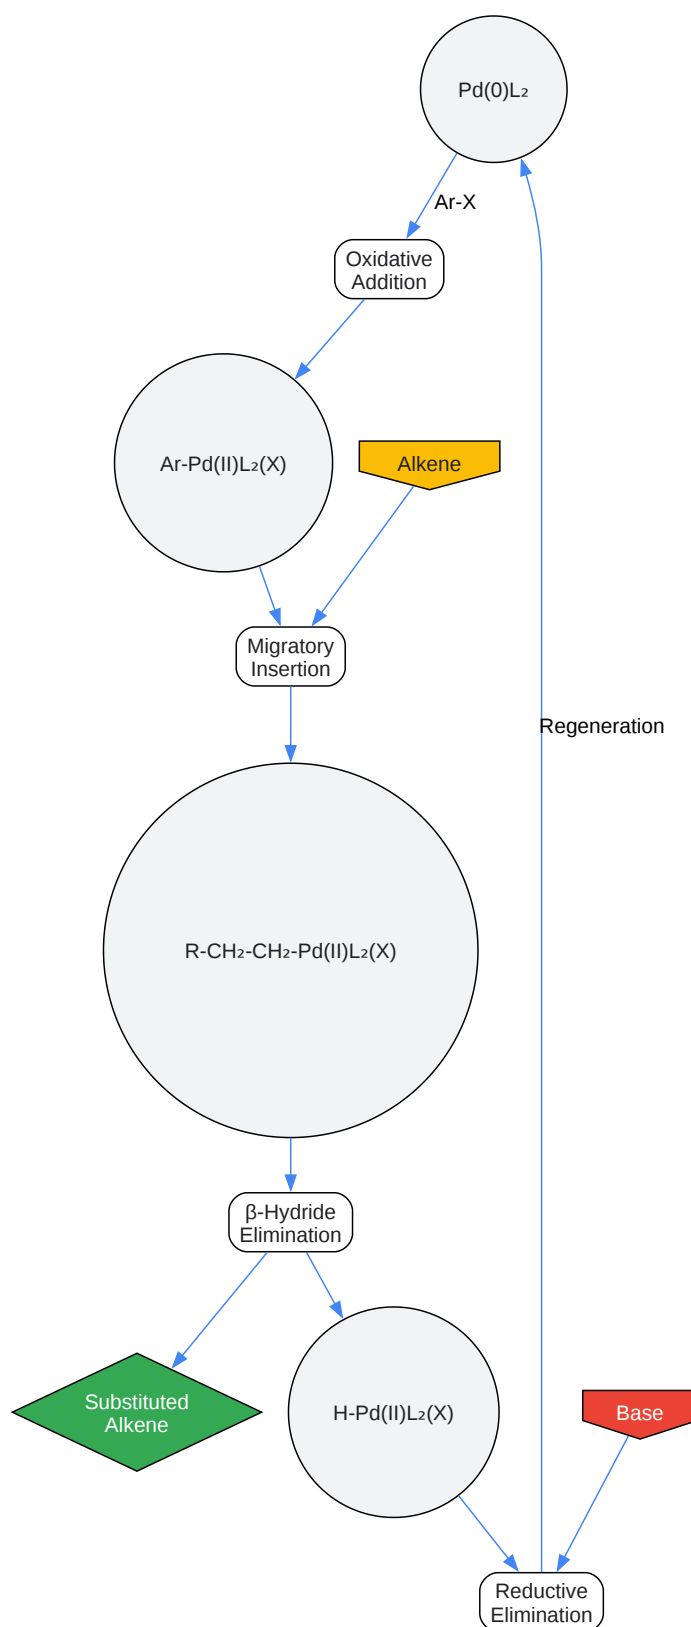 Pd(0)L₂
Ar-X
Oxidative
Addition
Ar-Pd(II)L₂(X)
Alkene
Migratory
Insertion
Regeneration
R-CH₂-CH₂-Pd(II)L₂(X)
β-Hydride
Elimination
Substituted
Alkene
H-Pd(II)L₂(X)
Base
Reductive
Elimination